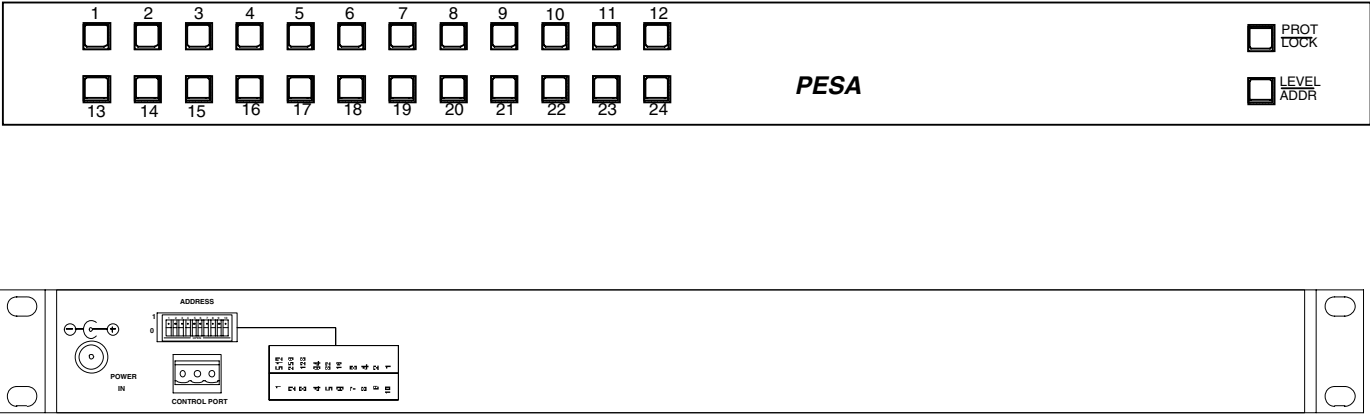 1 2 3 4 5 6 7 8 9 10 11 12
PROT
LOCK
PESA
LEVEL
ADDR
13 14 15 16 17 18 19 20 21 22 23 24
ADDRESS
1
0
POWER
IN
CONTROL PORT
512 256 128 64 32 16 8 4 2 1
1 2 3 4 5 6 7 8 9 10